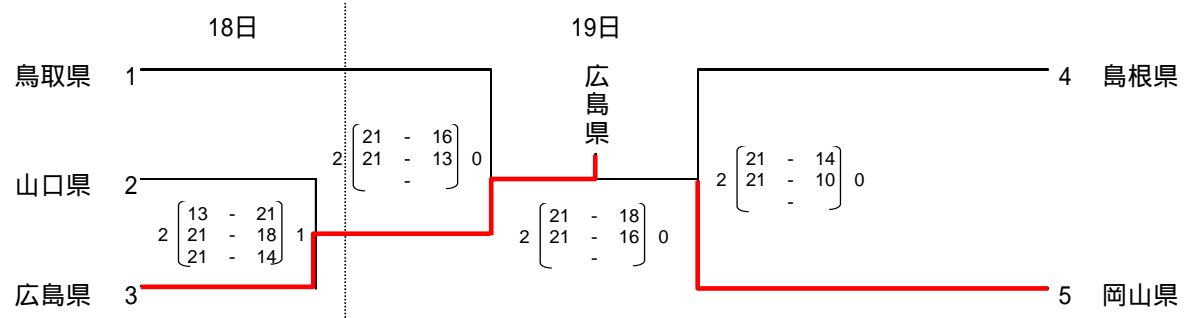 18日
19日
鳥取県 1
4 島根県
広島県
2 21 - 16 0
21 - 13
-
2 21 - 14 0
21 - 10
-
山口県 2
2 13 - 21 1
21 - 18
21 - 14
2 21 - 18 0
21 - 16
-
広島県 3
5 岡山県